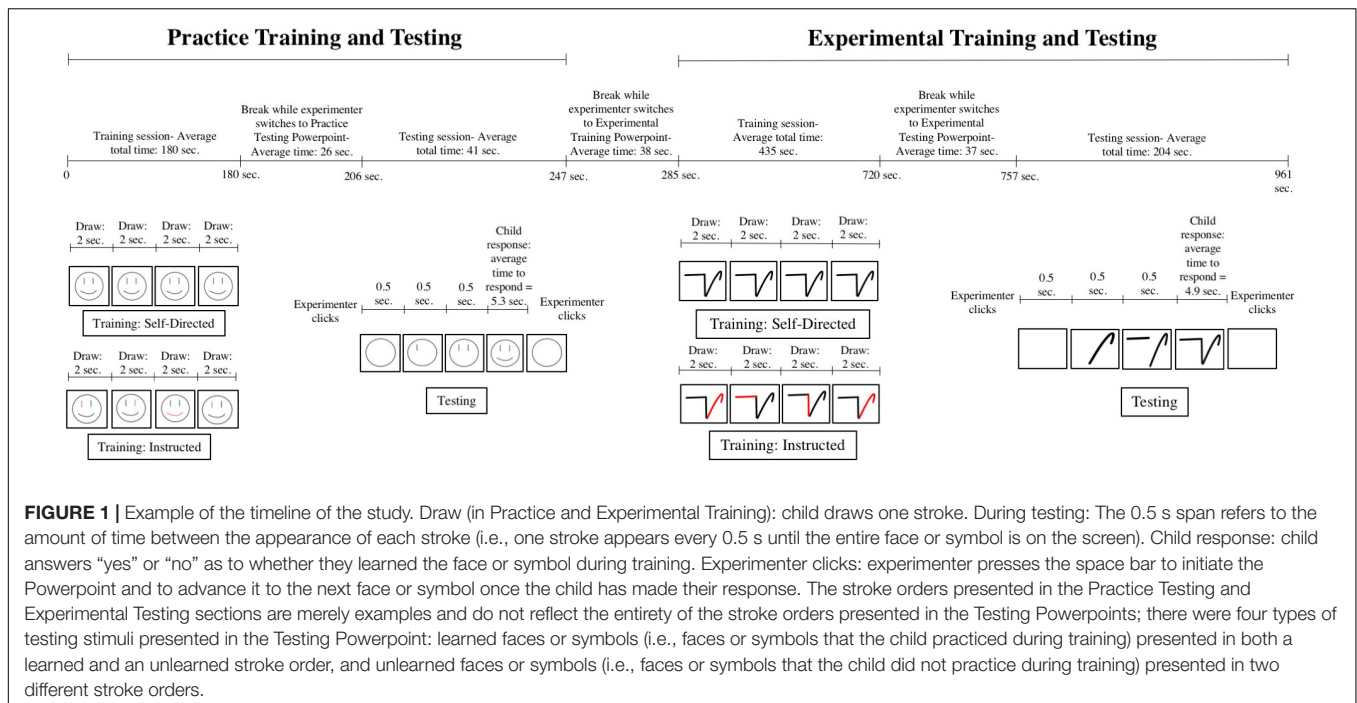 Practice Training and Testing
Experimental Training and Testing
Training session- Average
total time: 180 sec.
Break while experimenter
switches to Practice
Testing Powerpoint-
Average time: 26 sec.
Testing session- Average
total time: 41 sec.
Break while
experimenter switches
to Experimental
Training Powerpoint-
Average time: 38 sec.
Training session-
Average total time:
435 sec.
Break while
experimenter switches
to Experimental
Testing Powerpoint-
Average time: 37 sec.
Testing session- Average
total time: 204 sec.
0
180 sec.
206 sec.
247 sec.
285 sec.
720 sec.
757 sec.
961
sec.
Draw:
2 sec.
Draw:
2 sec.
Draw:
2 sec.
Draw:
2 sec.
Training: Self-Directed
Draw:
2 sec.
Draw:
2 sec.
Draw:
2 sec.
Draw:
2 sec.
Training: Instructed
Experimenter
clicks
0.5
sec.
0.5
sec.
0.5
sec.
Child
response:
average
time to
respond =
5.3 sec.
Experimenter
clicks
Testing
Draw:
2 sec.
Draw:
2 sec.
Draw:
2 sec.
Draw:
2 sec.
Training: Self-Directed
Draw:
2 sec.
Draw:
2 sec.
Draw:
2 sec.
Draw:
2 sec.
Training: Instructed
Experimenter
clicks
0.5
sec.
0.5
sec.
0.5
sec.
Child
response:
average
time to
respond =
4.9 sec.
Experimenter
clicks
Testing
FIGURE 1 | Example of the timeline of the study. Draw (in Practice and Experimental Training): child draws one stroke. During testing: The 0.5 s span refers to the
amount of time between the appearance of each stroke (i.e., one stroke appears every 0.5 s until the entire face or symbol is on the screen). Child response: child
answers “yes” or “no” as to whether they learned the face or symbol during training. Experimenter clicks: experimenter presses the space bar to initiate the
Powerpoint and to advance it to the next face or symbol once the child has made their response. The stroke orders presented in the Practice Testing and
Experimental Testing sections are merely examples and do not reflect the entirety of the stroke orders presented in the Testing Powerpoints; there were four types of
testing stimuli presented in the Testing Powerpoint: learned faces or symbols (i.e., faces or symbols that the child practiced during training) presented in both a
learned and an unlearned stroke order, and unlearned faces or symbols (i.e., faces or symbols that the child did not practice during training) presented in two
different stroke orders.